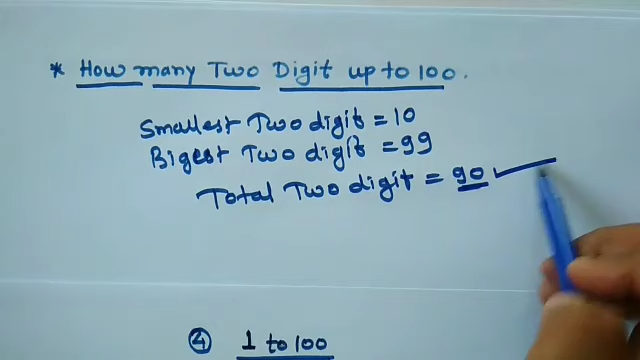 * How many Two Digit up to 100.
Smallest Two digit = 10
Bigest Two digit = 99
Total Two digit = 90 ✓
④ 1 to 100